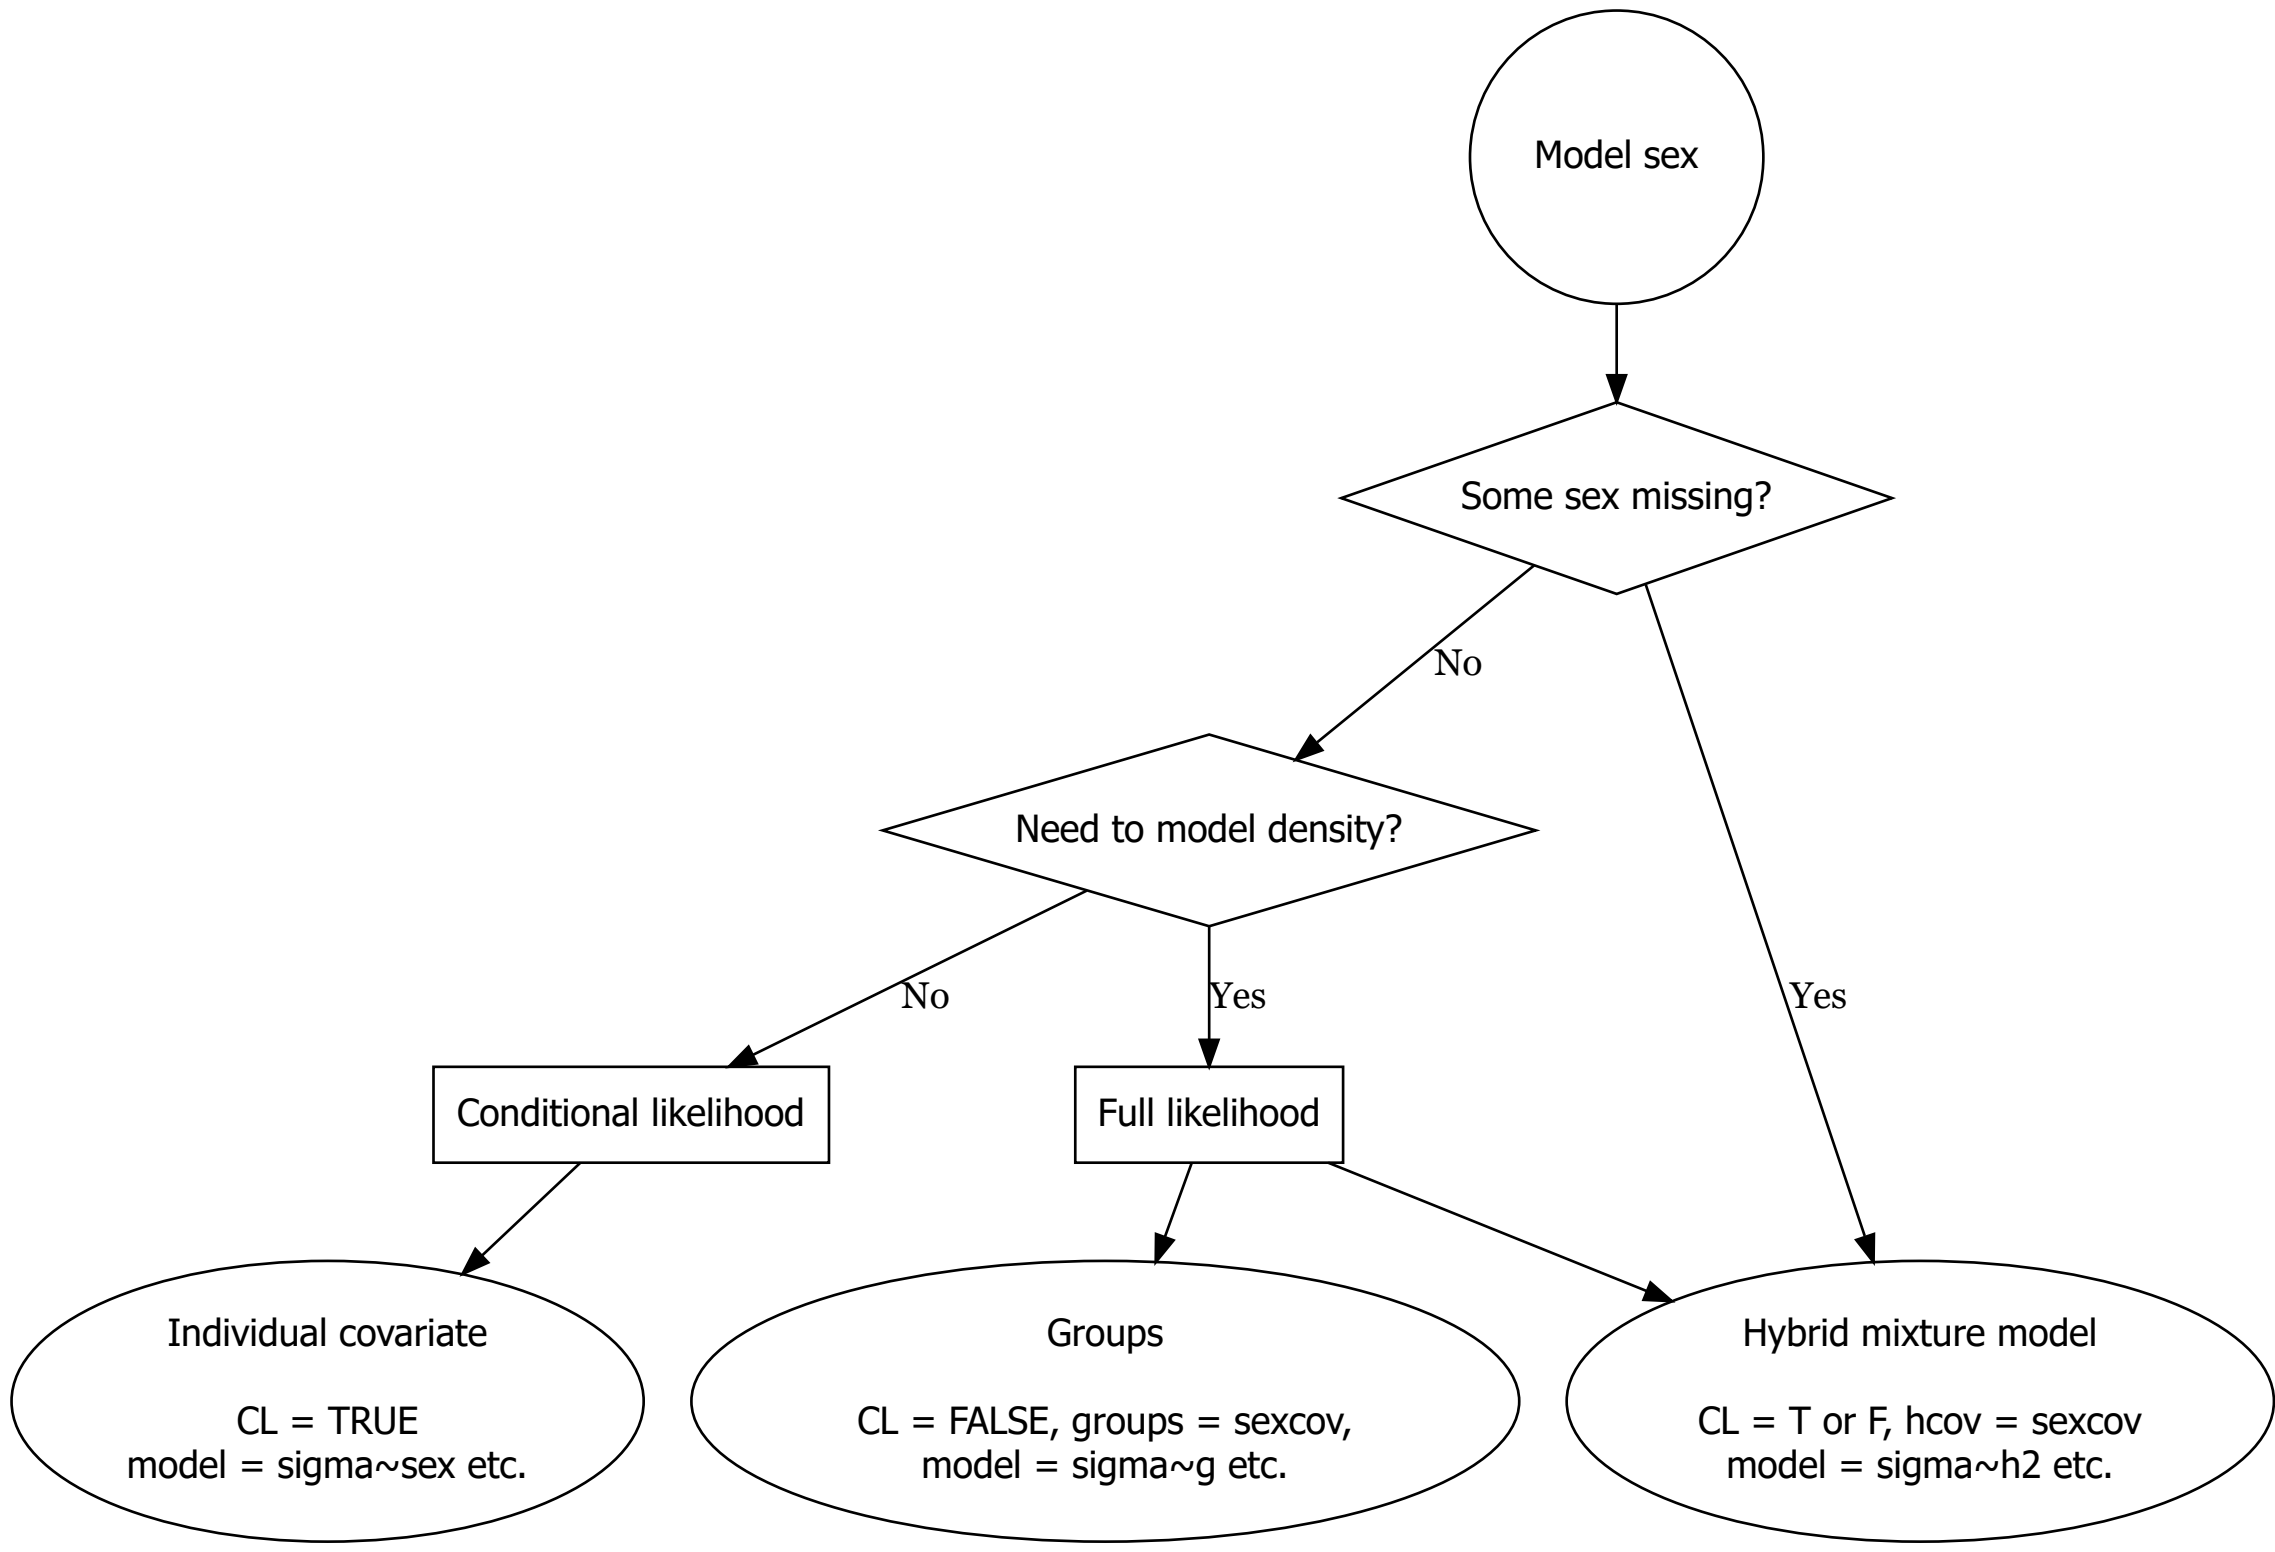 Model sex
Some sex missing?
No
Need to model density?
No
Yes
Yes
Conditional likelihood
Full likelihood
Individual covariate
CL = TRUE
model = sigma~sex etc.
Groups
CL = FALSE, groups = sexcov,
model = sigma~g etc.
Hybrid mixture model
CL = T or F, hcov = sexcov
model = sigma~h2 etc.